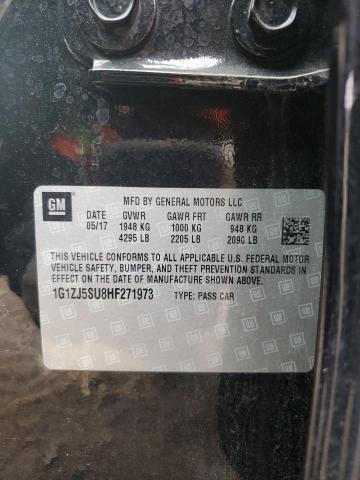 GM
MFD BY GENERAL MOTORS LLC
DATE GVWR GAWR FRT GAWR RR
05/17 1948 KG 1000 KG 948 KG
4295 LB 2205 LB 2090 LB
THIS VEHICLE CONFORMS TO ALL APPLICABLE U.S. FEDERAL MOTOR
VEHICLE SAFETY, BUMPER, AND THEFT PREVENTION STANDARDS
IN EFFECT ON THE DATE OF MANUFACTURE SHOWN ABOVE.
1G1ZJ5SU8HF271973 TYPE: PASS CAR